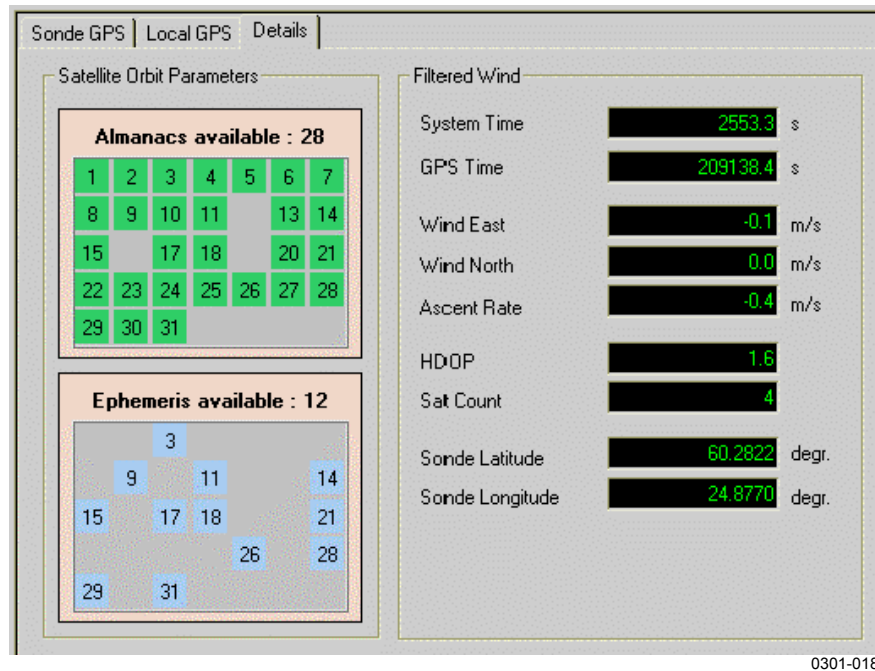 Sonde GPS Local GPS Details
Satellite Orbit Parameters
Almanacs available : 28
1 2 3 4 5 6 7
8 9 10 11 13 14
15 17 18 20 21
22 23 24 25 26 27 28
29 30 31
Ephemeris available : 12
3
9 11 14
15 17 18 21
26 28
29 31
Filtered Wind
System Time 2553.3 s
GPS Time 209138.4 s
Wind East -0.1 m/s
Wind North 0.0 m/s
Ascent Rate -0.4 m/s
HDOP 1.6
Sat Count 4
Sonde Latitude 60.2822 degr.
Sonde Longitude 24.8770 degr.
0301-018